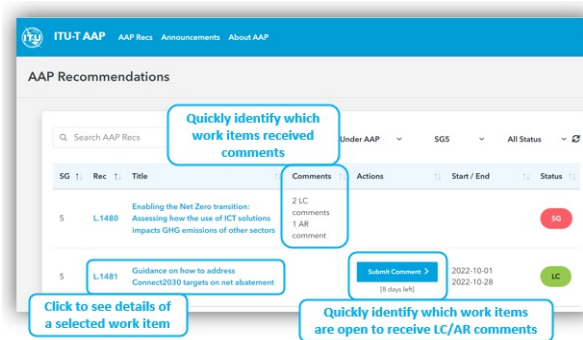 ITU
ITU-T AAP AAP Recs Announcements About AAP
AAP Recommendations
Quickly identify which
work items received
comments
Search AAP Recs
Under AAP SG5 All Status
SG Rec Title Comments Actions Start / End Status
5 L.1480
Enabling the Net Zero transition:
Assessing how the use of ICT solutions
impacts GHG emissions of other sectors
2 LC
comments
1 AR
comment
SG
5 L.1481
Guidance on how to address
Connect2030 targets on net abatement
Submit Comment >
[8 days left]
2022-10-01
2022-10-28
LC
Click to see details of
a selected work item
Quickly identify which work items
are open to receive LC/AR comments